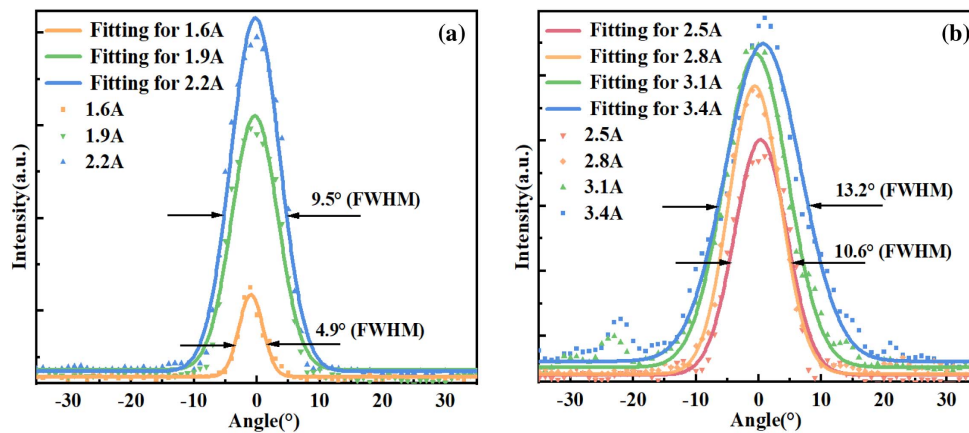 Fitting for 1.6A
Fitting for 1.9A
Fitting for 2.2A
1.6A
1.9A
2.2A
(a)
9.5° (FWHM)
4.9° (FWHM)
Intensity(a.u.)
-30 -20 -10 0 10 20 30
Angle(°)
Fitting for 2.5A
Fitting for 2.8A
Fitting for 3.1A
Fitting for 3.4A
2.5A
2.8A
3.1A
3.4A
(b)
13.2° (FWHM)
10.6° (FWHM)
Intensity(a.u.)
-30 -20 -10 0 10 20 30
Angle(°)